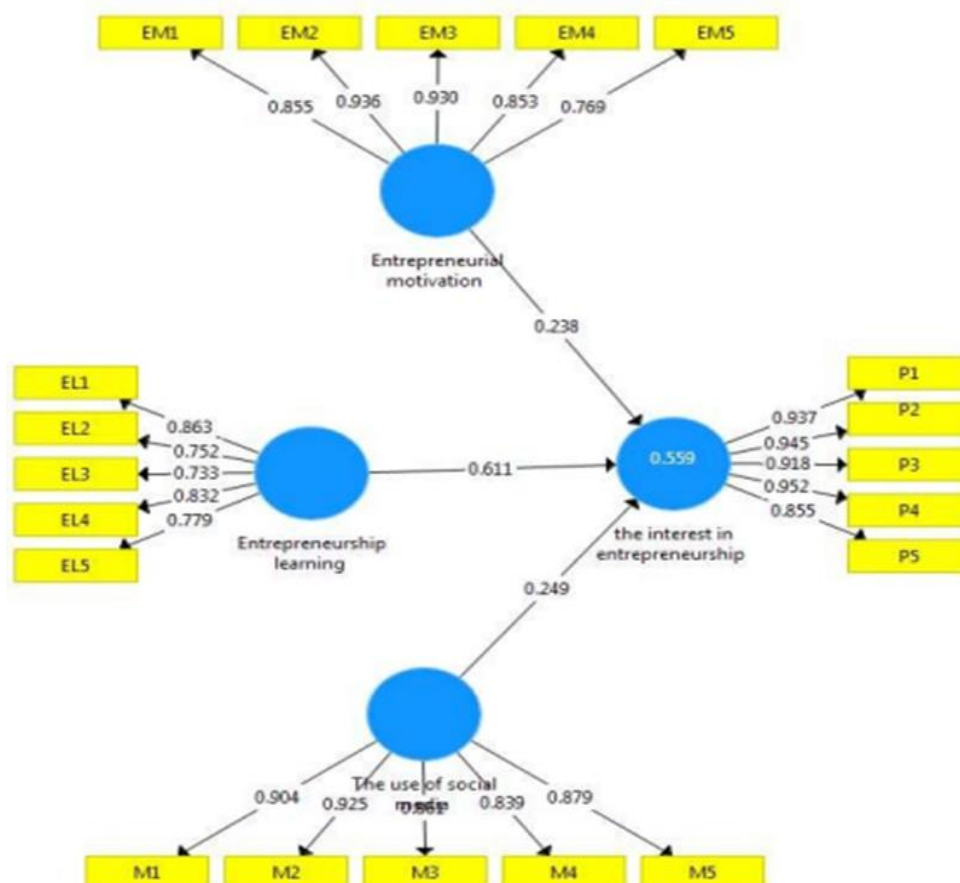 EM1 EM2 EM3 EM4 EM5
0.855 0.936 0.930 0.853 0.769
Entrepreneurial
motivation
0.238
EL1
EL2
EL3
EL4
EL5
0.863
0.752
0.733
0.832
0.779
Entrepreneurship
learning
0.611
0.559
the interest in
entrepreneurship
0.937
0.945
0.918
0.952
0.855
P1
P2
P3
P4
P5
0.249
The use of social
media
0.904 0.925 0.839 0.879
M1 M2 M3 M4 M5